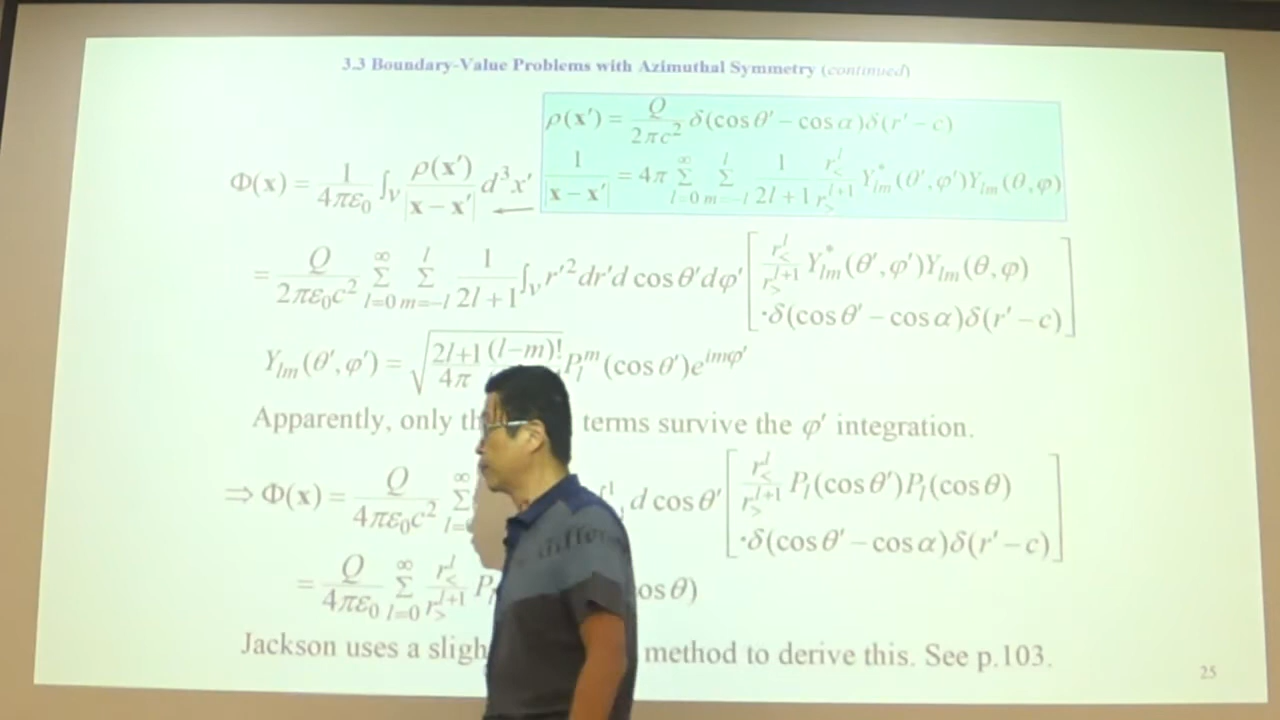 3.3 Boundary-Value Problems with Azimuthal Symmetry (continued)
ρ(x′) = Q / 2πc² δ(cos θ′ − cos α)δ(r′ − c)
1 / |x − x′| = 4π Σ_{l=0}^{∞} Σ_{m=−l}^{l} 1/(2l+1) r_<^l / r_>^{l+1} Y*_{lm}(θ′, φ′)Y_{lm}(θ, φ)
Φ(x) = 1/4πε₀ ∫_V ρ(x′) / |x − x′| d³x′
= Q / 2πε₀c² Σ_{l=0}^{∞} Σ_{m=−l}^{l} 1/(2l+1) ∫_V r′² dr′ d cos θ′ dφ′ [ r_<^l / r_>^{l+1} Y*_{lm}(θ′, φ′)Y_{lm}(θ, φ)
·δ(cos θ′ − cos α)δ(r′ − c) ]
Y_{lm}(θ′, φ′) = √ 2l+1 / 4π (l−m)! P_l^m(cos θ′)e^{imφ′}
Apparently, only terms survive the φ′ integration.
⇒ Φ(x) = Q / 4πε₀c² Σ^{∞} d cos θ′ [ r_<^l / r_>^{l+1} P_l(cos θ′)P_l(cos θ)
·δ(cos θ′ − cos α)δ(r′ − c) ]
= Q / 4πε₀ Σ_{l=0}^{∞} r_<^l / r_>^{l+1} θ)
Jackson uses a method to derive this. See p.103.
25